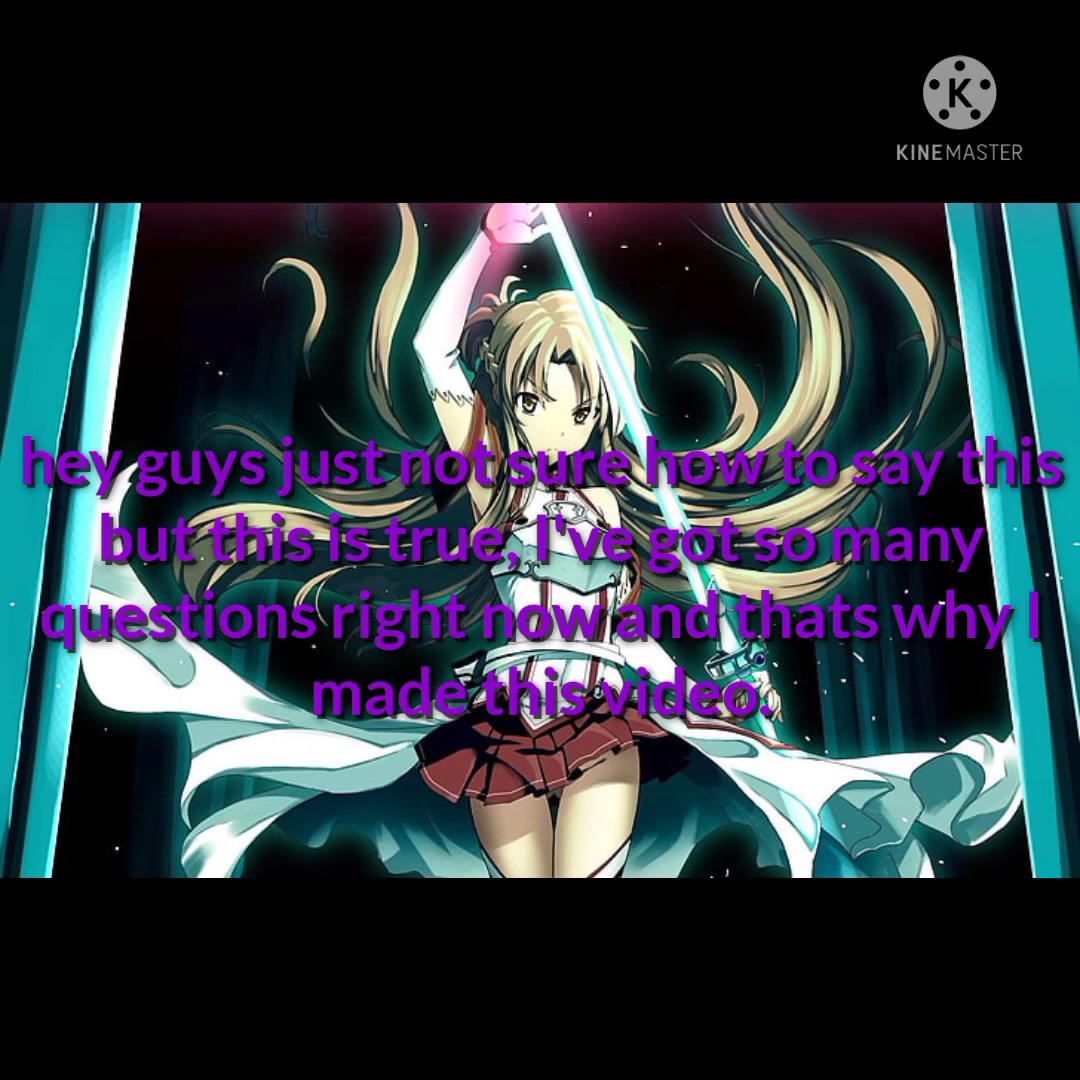 KINEMASTER
hey guys just not sure how to say this
but this is true, I've got so many
questions right now and thats why I
made this video.